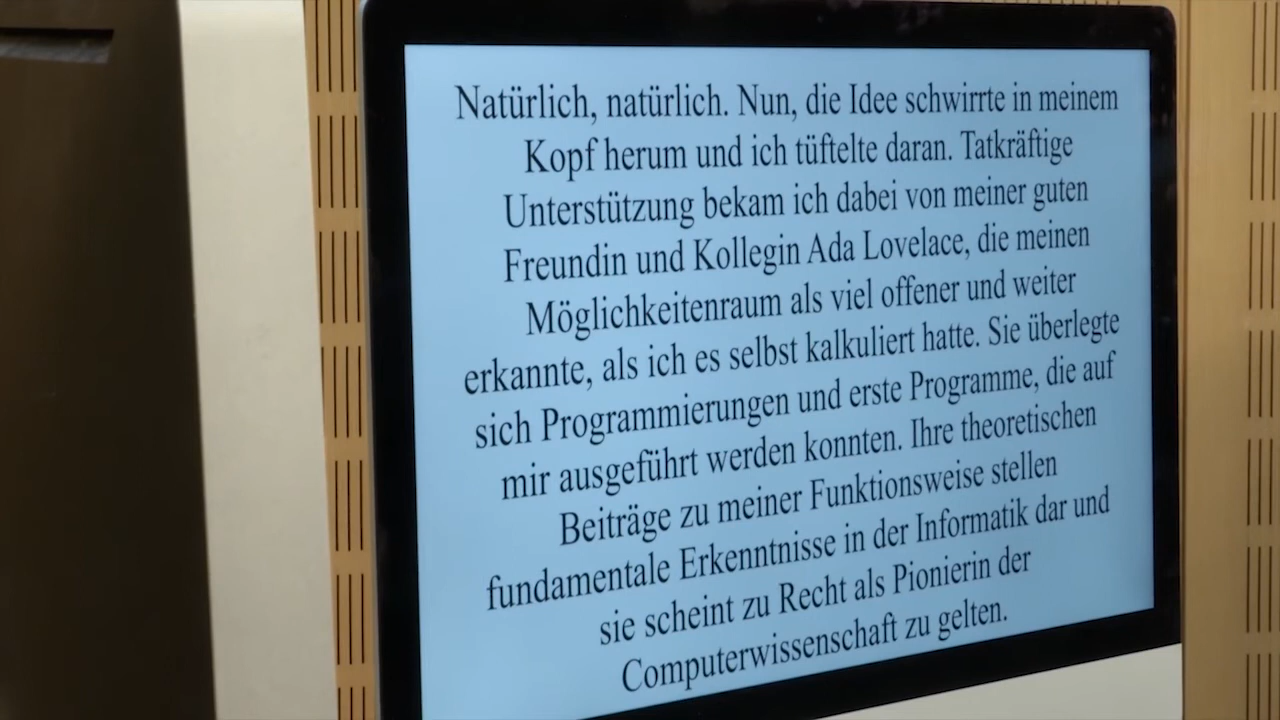 Natürlich, natürlich. Nun, die Idee schwirrte in meinem
Kopf herum und ich tüftelte daran. Tatkräftige
Unterstützung bekam ich dabei von meiner guten
Freundin und Kollegin Ada Lovelace, die meinen
Möglichkeitenraum als viel offener und weiter
erkannte, als ich es selbst kalkuliert hatte. Sie überlegte
sich Programmierungen und erste Programme, die auf
mir ausgeführt werden konnten. Ihre theoretischen
Beiträge zu meiner Funktionsweise stellen
fundamentale Erkenntnisse in der Informatik dar und
sie scheint zu Recht als Pionierin der
Computerwissenschaft zu gelten.